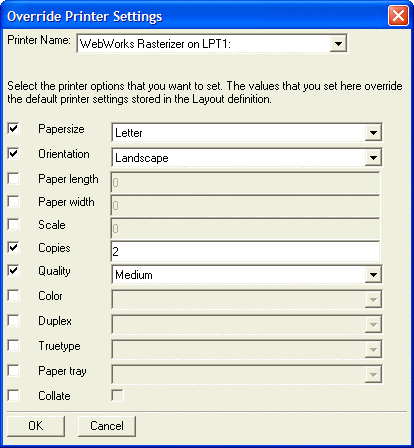 Override Printer Settings
Printer Name: WebWorks Rasterizer on LPT1:
Select the printer options that you want to set. The values that you set here override
the default printer settings stored in the Layout definition.
Papersize Letter
Orientation Landscape
Paper length 0
Paper width 0
Scale 0
Copies 2
Quality Medium
Color
Duplex
Truetype
Paper tray
Collate
OK Cancel